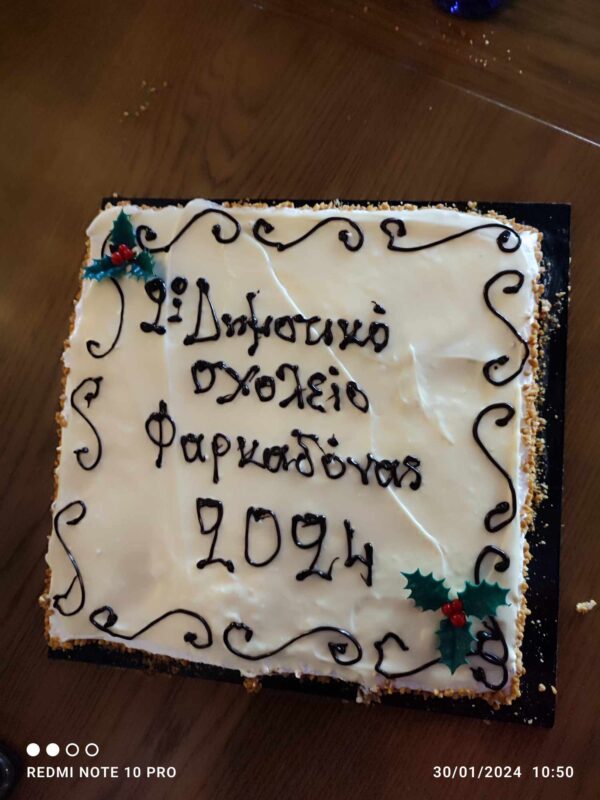 2ο Δημοτικό
σχολείο
Φαρκαδόνας
2024
REDMI NOTE 10 PRO
30/01/2024 10:50